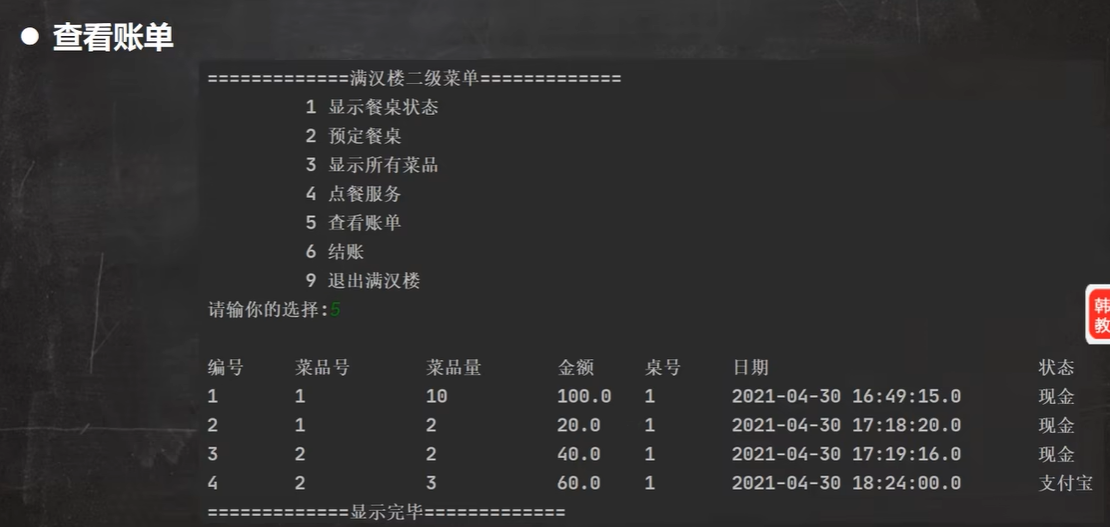 ● 查看账单
=============满汉楼二级菜单=============
1 显示餐桌状态
2 预定餐桌
3 显示所有菜品
4 点餐服务
5 查看账单
6 结账
9 退出满汉楼
请输你的选择:5
编号 菜品号 菜品量 金额 桌号 日期 状态
1 1 10 100.0 1 2021-04-30 16:49:15.0 现金
2 1 2 20.0 1 2021-04-30 17:18:20.0 现金
3 2 2 40.0 1 2021-04-30 17:19:16.0 现金
4 2 3 60.0 1 2021-04-30 18:24:00.0 支付宝
=============显示完毕=============
韩
教